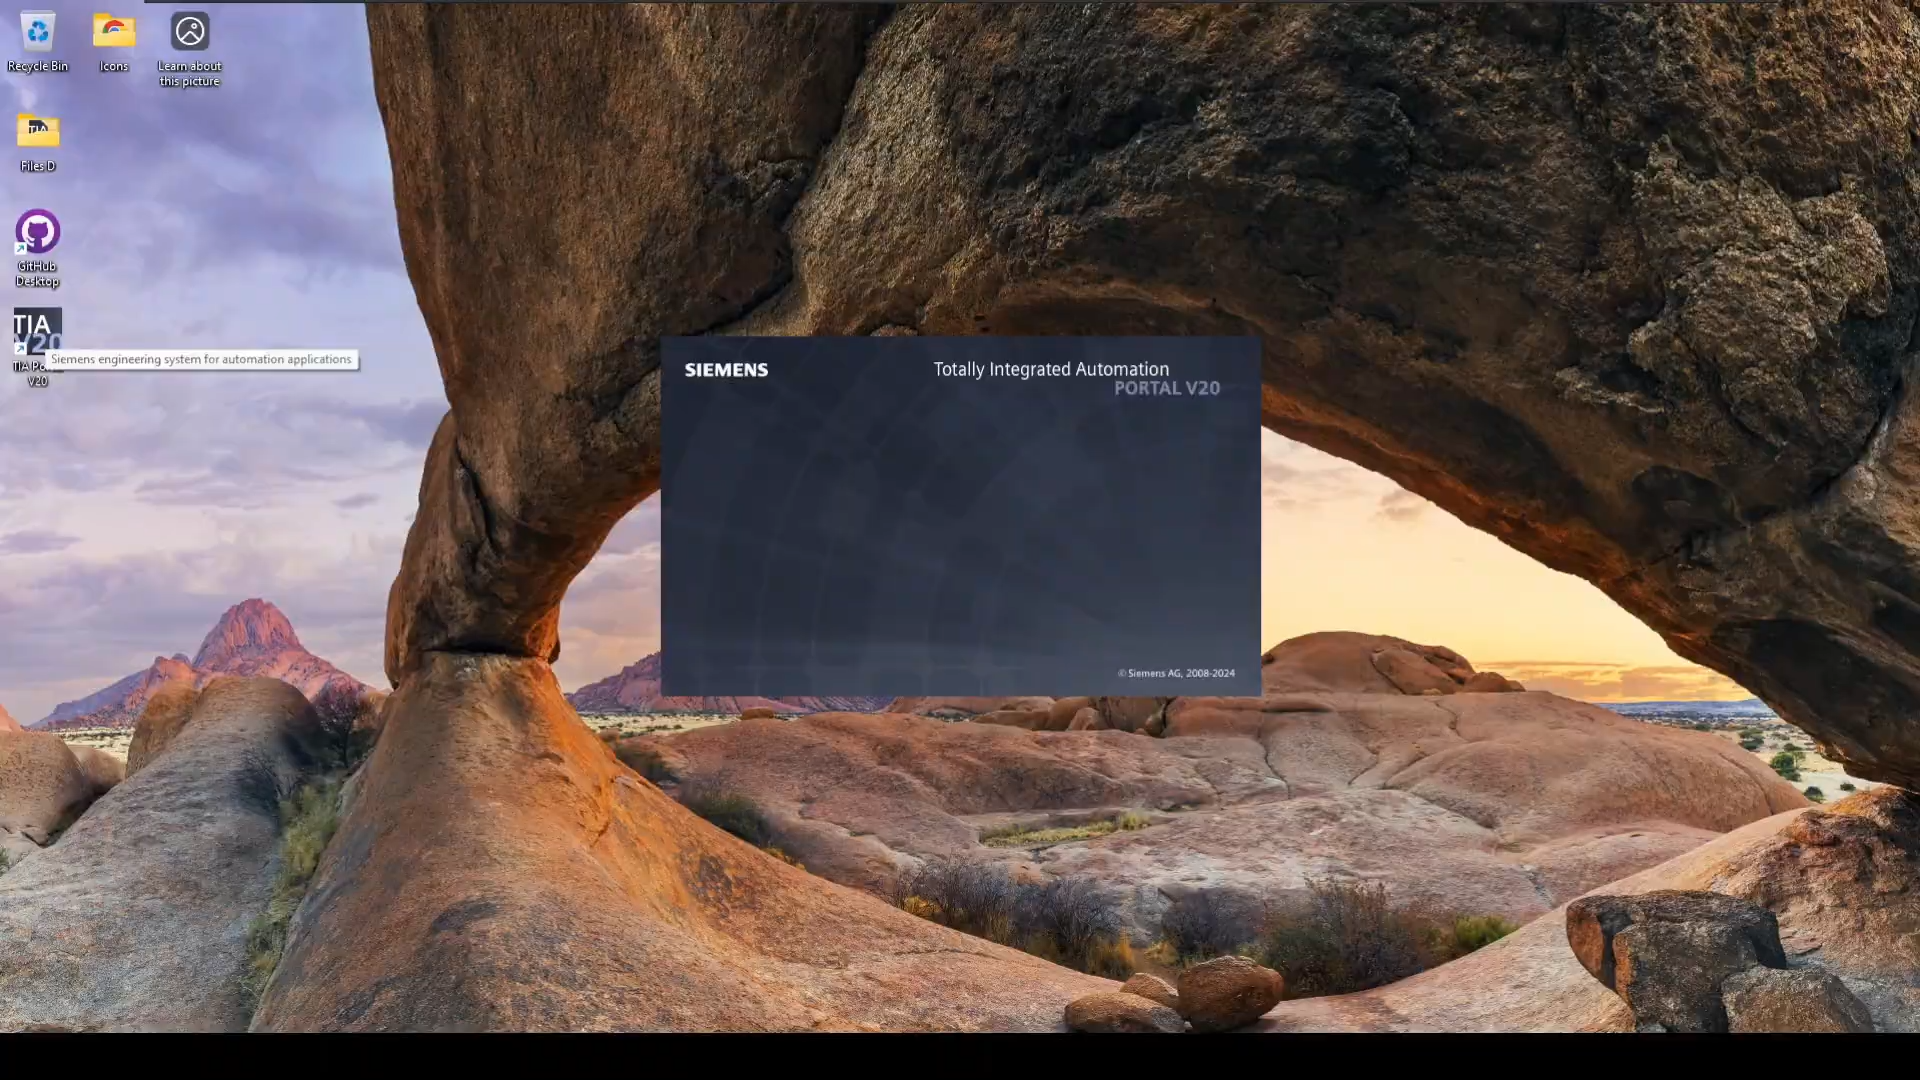 Recycle Bin
Icons
Learn about
this picture
Files D
GitHub
Desktop
TIA
V20
Siemens engineering system for automation applications
V20
SIEMENS
Totally Integrated Automation
PORTAL V20
© Siemens AG, 2008-2024